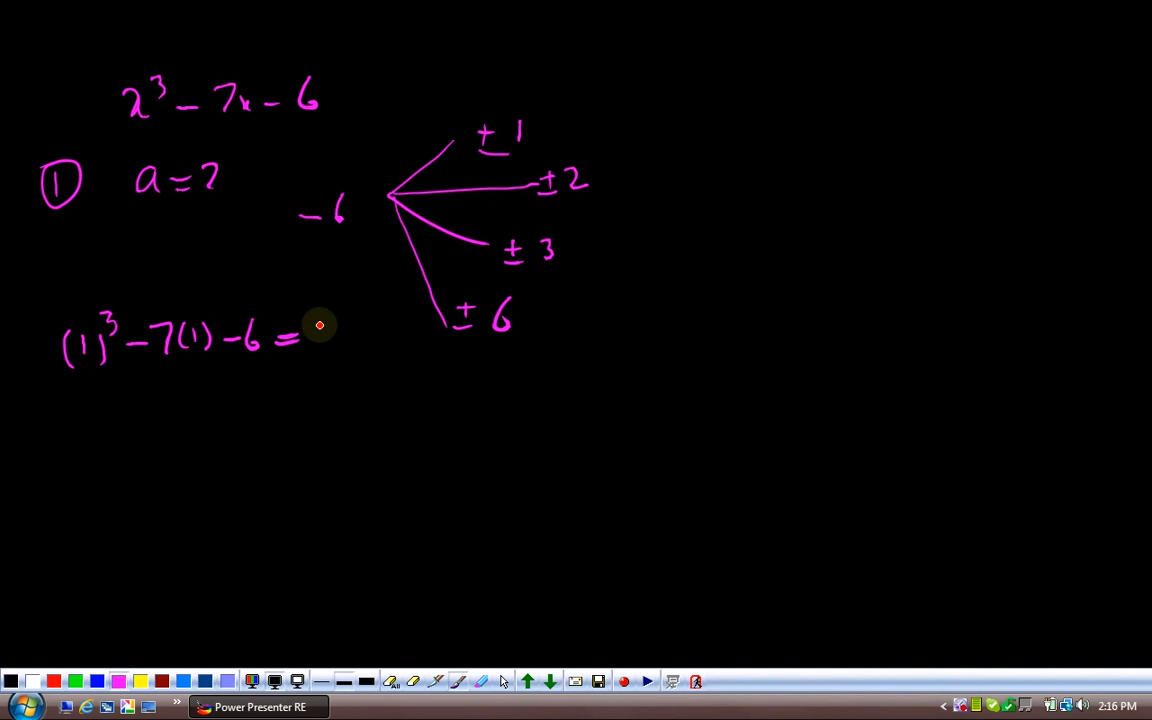 x³ - 7x - 6
① a = ?
- 6
± 1
± 2
± 3
± 6
(1)³ - 7(1) - 6 =
Power Presenter RE
2:16 PM